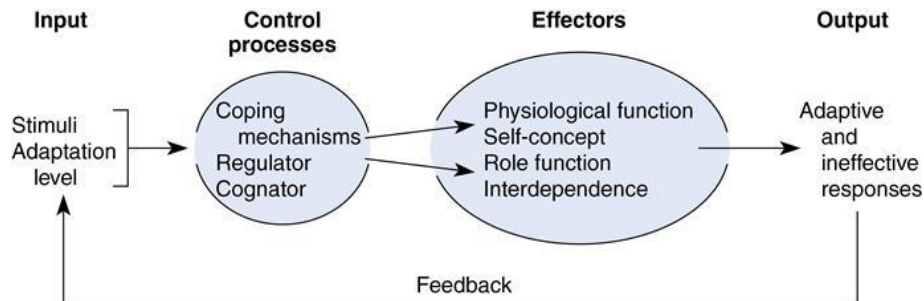 Input
Control
processes
Effectors
Output
Stimuli
Adaptation
level
Coping
mechanisms
Regulator
Cognator
Physiological function
Self-concept
Role function
Interdependence
Adaptive
and
ineffective
responses
Feedback